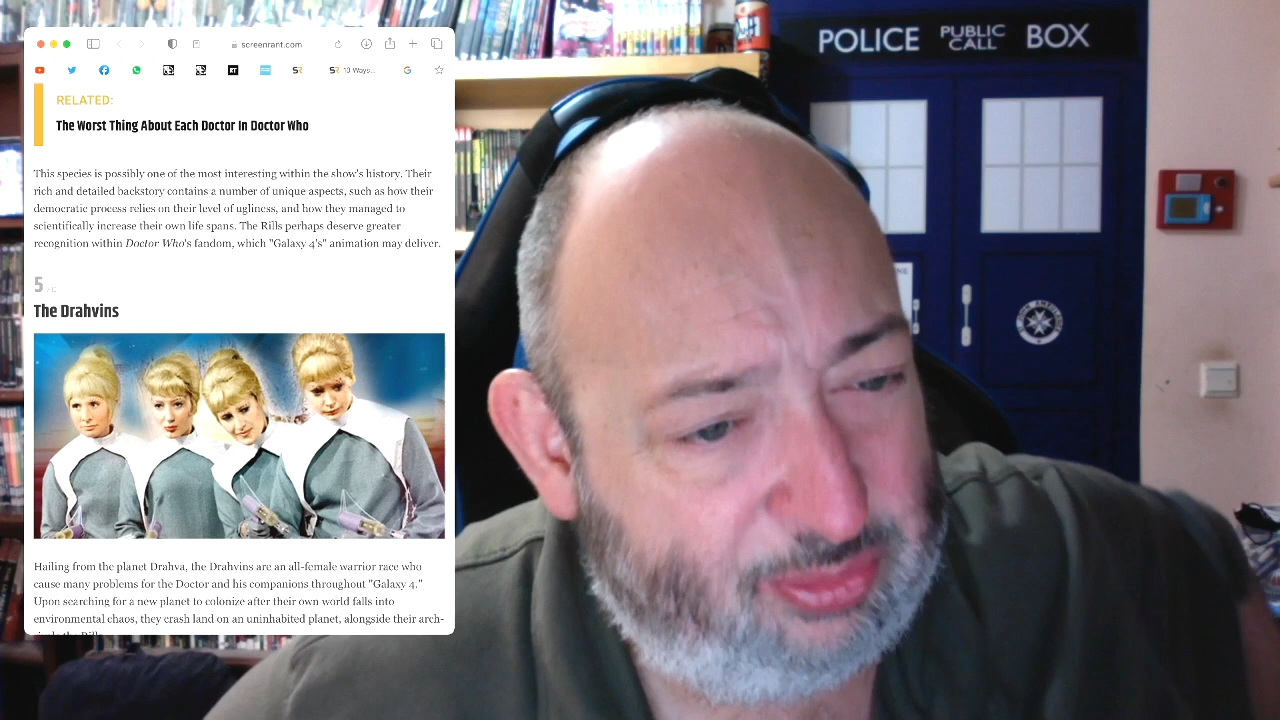 screenrant.com
10 Ways...
RELATED:
The Worst Thing About Each Doctor In Doctor Who
This species is possibly one of the most interesting within the show's history. Their
rich and detailed backstory contains a number of unique aspects, such as how their
democratic process relies on their level of ugliness, and how they managed to
scientifically increase their own life spans. The Rills perhaps deserve greater
recognition within Doctor Who's fandom, which "Galaxy 4's" animation may deliver.
5
The Drahvins
Hailing from the planet Drahva, the Drahvins are an all-female warrior race who
cause many problems for the Doctor and his companions throughout "Galaxy 4."
Upon searching for a new planet to colonize after their own world falls into
environmental chaos, they crash land on an uninhabited planet, alongside their arch-
POLICE PUBLIC CALL BOX